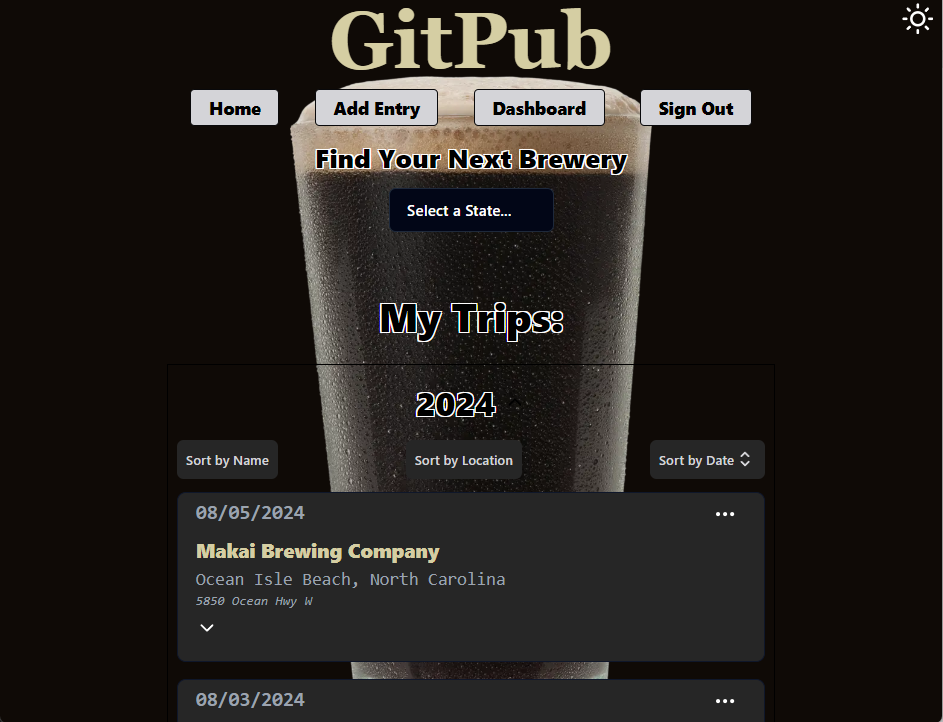 GitPub
Home Add Entry Dashboard Sign Out
Find Your Next Brewery
Select a State...
My Trips:
2024
Sort by Name Sort by Location Sort by Date
08/05/2024
Makai Brewing Company
Ocean Isle Beach, North Carolina
5850 Ocean Hwy W
08/03/2024